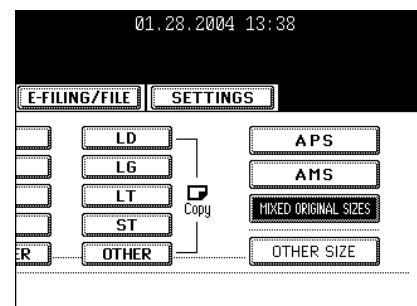 01.28.2004 13:38
E-FILING/FILE SETTINGS
LD APS
LG AMS
LT Copy MIXED ORIGINAL SIZES
ST
ER OTHER OTHER SIZE